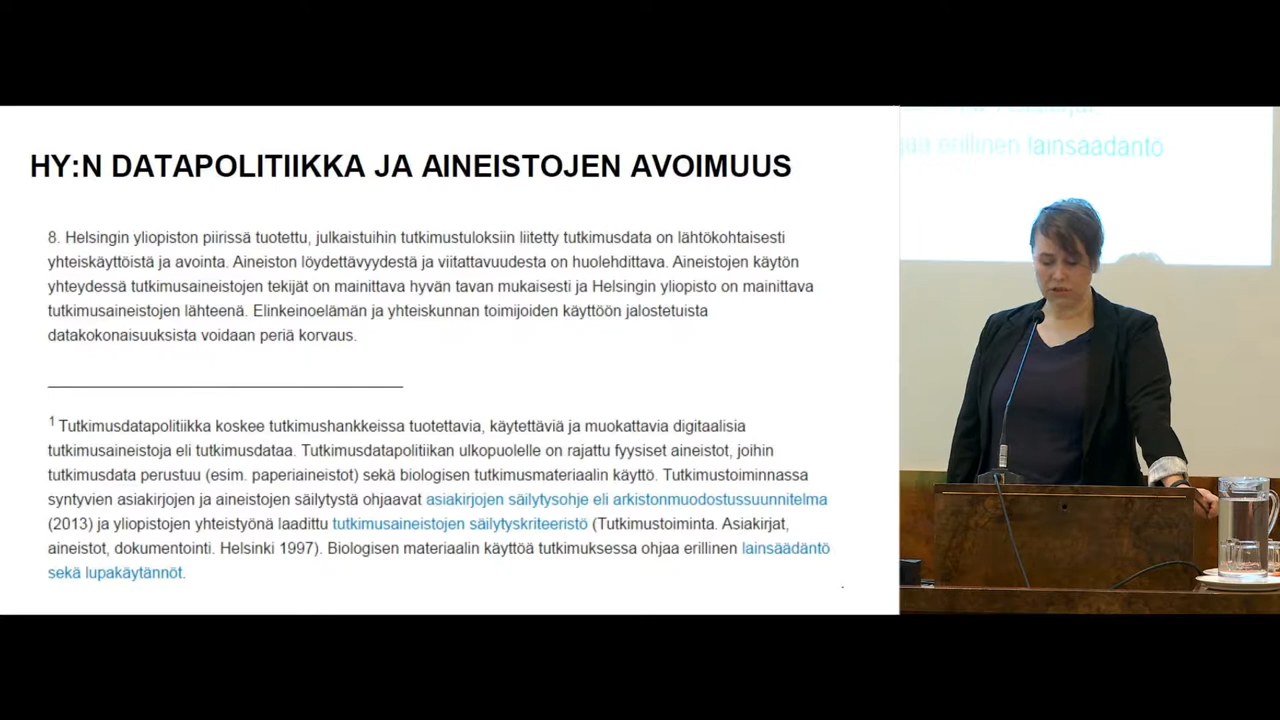 HY:N DATAPOLITIIKKA JA AINEISTOJEN AVOIMUUS
8. Helsingin yliopiston piirissä tuotettu, julkaistuihin tutkimustuloksiin liitetty tutkimusdata on lähtökohtaisesti
yhteiskäyttöistä ja avointa. Aineiston löydettävyydestä ja viitattavuudesta on huolehdittava. Aineistojen käytön
yhteydessä tutkimusaineistojen tekijät on mainittava hyvän tavan mukaisesti ja Helsingin yliopisto on mainittava
tutkimusaineistojen lähteenä. Elinkeinoelämän ja yhteiskunnan toimijoiden käyttöön jalostetuista
datakokonaisuuksista voidaan periä korvaus.
1 Tutkimusdatapolitiikka koskee tutkimushankkeissa tuotettavia, käytettäviä ja muokattavia digitaalisia
tutkimusaineistoja eli tutkimusdataa. Tutkimusdatapolitiikan ulkopuolelle on rajattu fyysiset aineistot, joihin
tutkimusdata perustuu (esim. paperiaineistot) sekä biologisen tutkimusmateriaalin käyttö. Tutkimustoiminnassa
syntyvien asiakirjojen ja aineistojen säilytystä ohjaavat asiakirjojen säilytysohje eli arkistonmuodostussuunnitelma
(2013) ja yliopistojen yhteistyönä laadittu tutkimusaineistojen säilytyskriteeristö (Tutkimustoiminta. Asiakirjat,
aineistot, dokumentointi. Helsinki 1997). Biologisen materiaalin käyttöä tutkimuksessa ohjaa erillinen lainsäädäntö
sekä lupakäytännöt.
erillinen lainsäädäntö